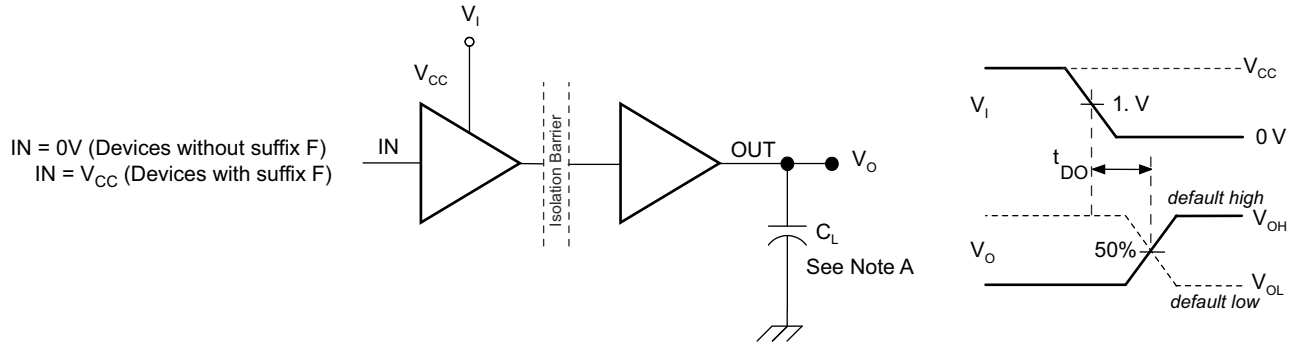 V_I
V_CC
IN = 0V (Devices without suffix F)
IN = V_CC (Devices with suffix F)
IN
Isolation Barrier
OUT
V_O
C_L
See Note A
V_I
V_CC
1. V
0 V
t_DO
default high
V_OH
V_O
50%
V_OL
default low